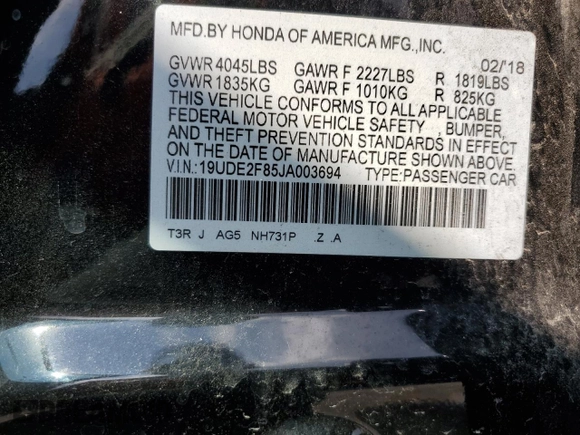 MFD.BY HONDA OF AMERICA MFG.,INC. 02/18
GVWR 4045LBS GAWR F 2227LBS R 1819LBS
GVWR 1835KG GAWR F 1010KG R 825KG
THIS VEHICLE CONFORMS TO ALL APPLICABLE
FEDERAL MOTOR VEHICLE SAFETY , BUMPER,
AND THEFT PREVENTION STANDARDS IN EFFECT
ON THE DATE OF MANUFACTURE SHOWN ABOVE.
V.I.N.: 19UDE2F85JA003694 TYPE:PASSENGER CAR
T3R J AG5 NH731P .Z .A